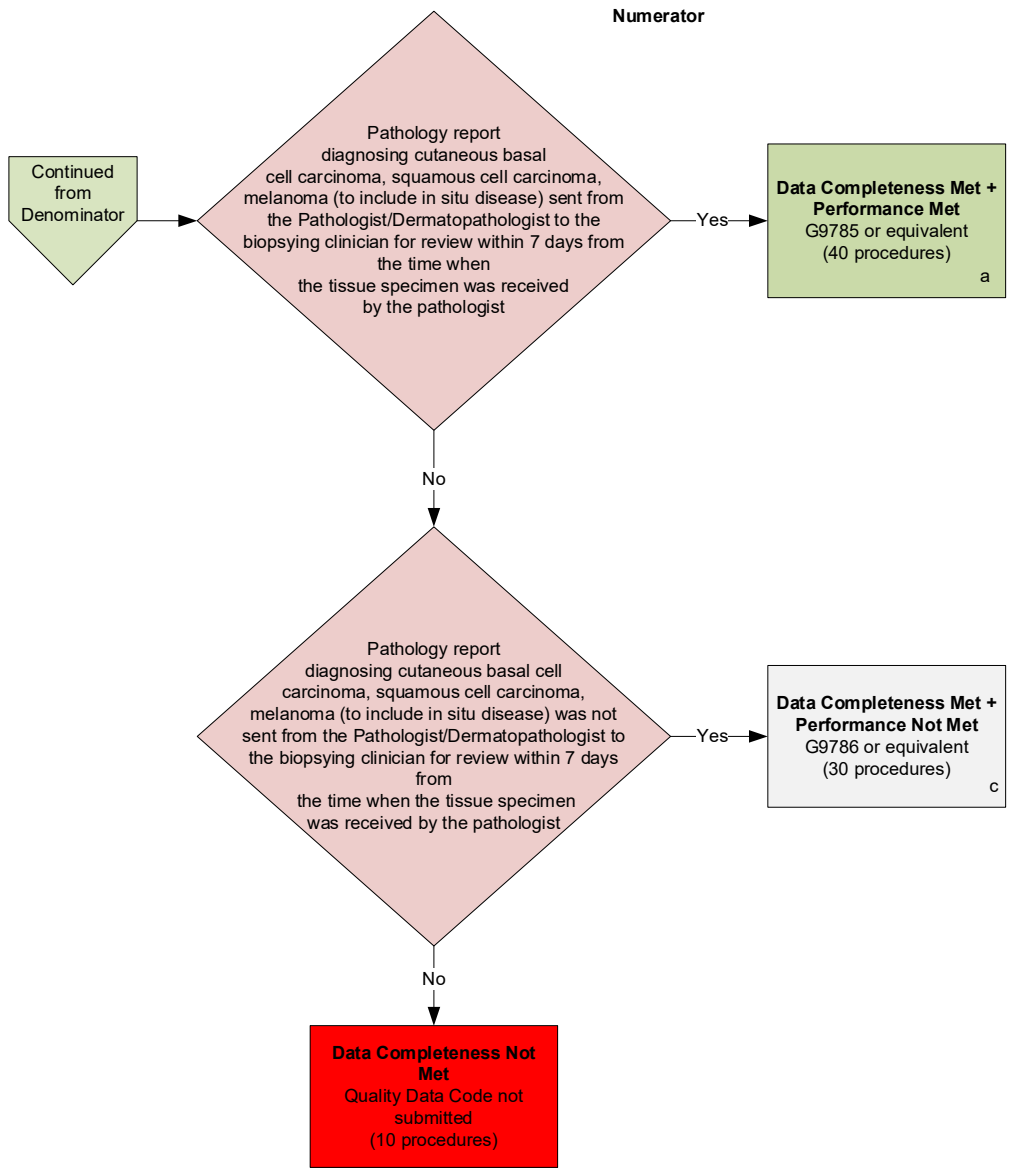 Numerator
Continued
from
Denominator
Pathology report
diagnosing cutaneous basal
cell carcinoma, squamous cell carcinoma,
melanoma (to include in situ disease) sent from
the Pathologist/Dermatopathologist to the
biopsying clinician for review within 7 days from
the time when
the tissue specimen was received
by the pathologist
Yes
Data Completeness Met +
Performance Met
G9785 or equivalent
(40 procedures)
a
No
Pathology report
diagnosing cutaneous basal cell
carcinoma, squamous cell carcinoma,
melanoma (to include in situ disease) was not
sent from the Pathologist/Dermatopathologist to
the biopsying clinician for review within 7 days
from
the time when the tissue specimen
was received by the pathologist
Yes
Data Completeness Met +
Performance Not Met
G9786 or equivalent
(30 procedures)
c
No
Data Completeness Not
Met
Quality Data Code not
submitted
(10 procedures)